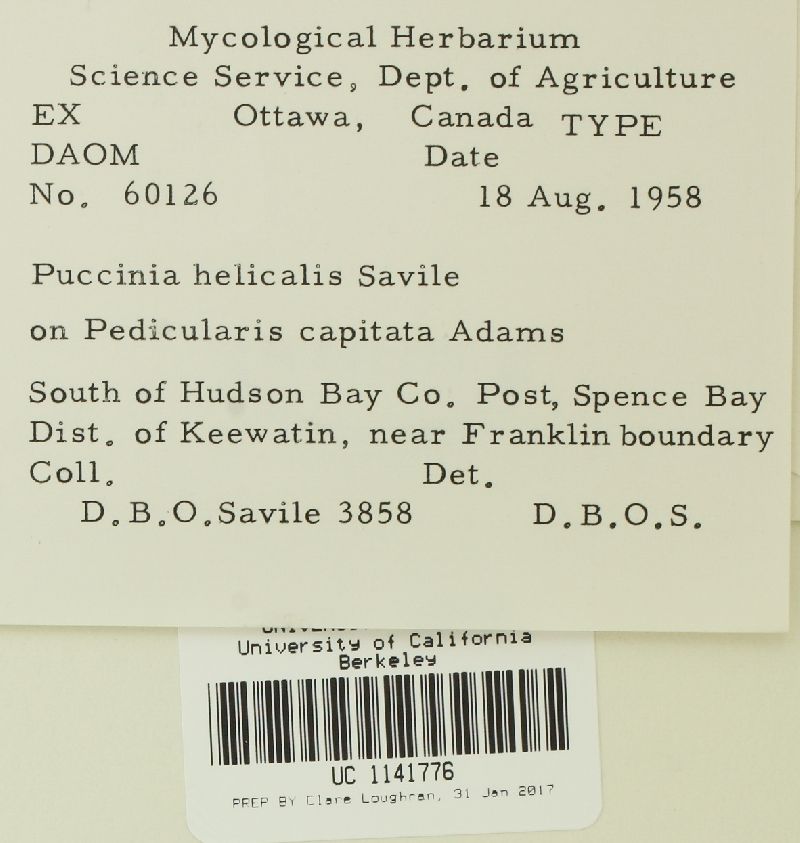 Mycological Herbarium
Science Service, Dept. of Agriculture
EX Ottawa, Canada TYPE
DAOM Date
No. 60126 18 Aug. 1958
Puccinia helicalis Savile
on Pedicularis capitata Adams
South of Hudson Bay Co. Post, Spence Bay
Dist. of Keewatin, near Franklin boundary
Coll. Det.
D.B.O.Savile 3858 D.B.O.S.
University of California
Berkeley
UC 1141776
PREP BY Clare Loughran, 31 Jan 2017